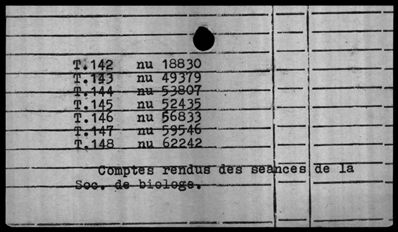 T.142 nu 18830
T.143 nu 49379
T.144 nu 53807
T.145 nu 52435
T.146 nu 56833
T.147 nu 59546
T.148 nu 62242
Comptes rendus des seances de la
Soc. de biologe.